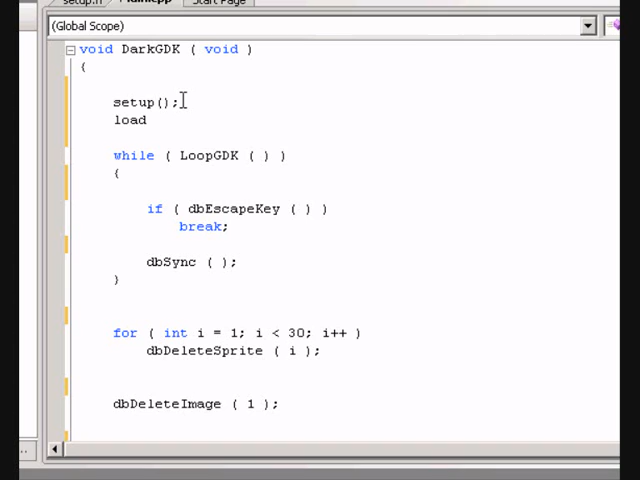 setup.h main.cpp Start Page
(Global Scope)
void DarkGDK ( void )
{
setup();
load
while ( LoopGDK ( ) )
{
if ( dbEscapeKey ( ) )
break;
dbSync ( );
}
for ( int i = 1; i < 30; i++ )
dbDeleteSprite ( i );
dbDeleteImage ( 1 );